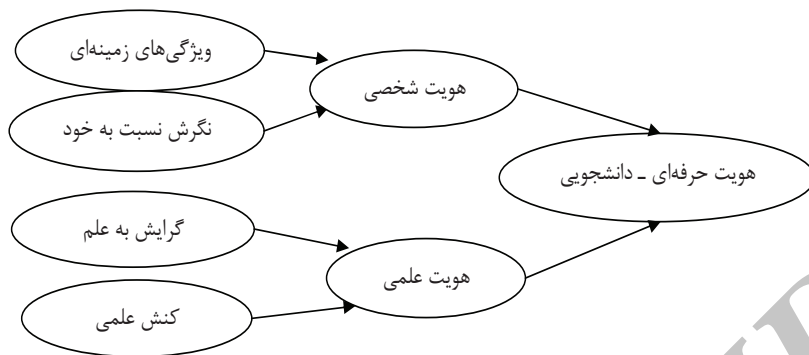 ویژگی‌های زمینه‌ای
هویت شخصی
نگرش نسبت به خود
هویت حرفه‌ای ـ دانشجویی
گرایش به علم
هویت علمی
کنش علمی